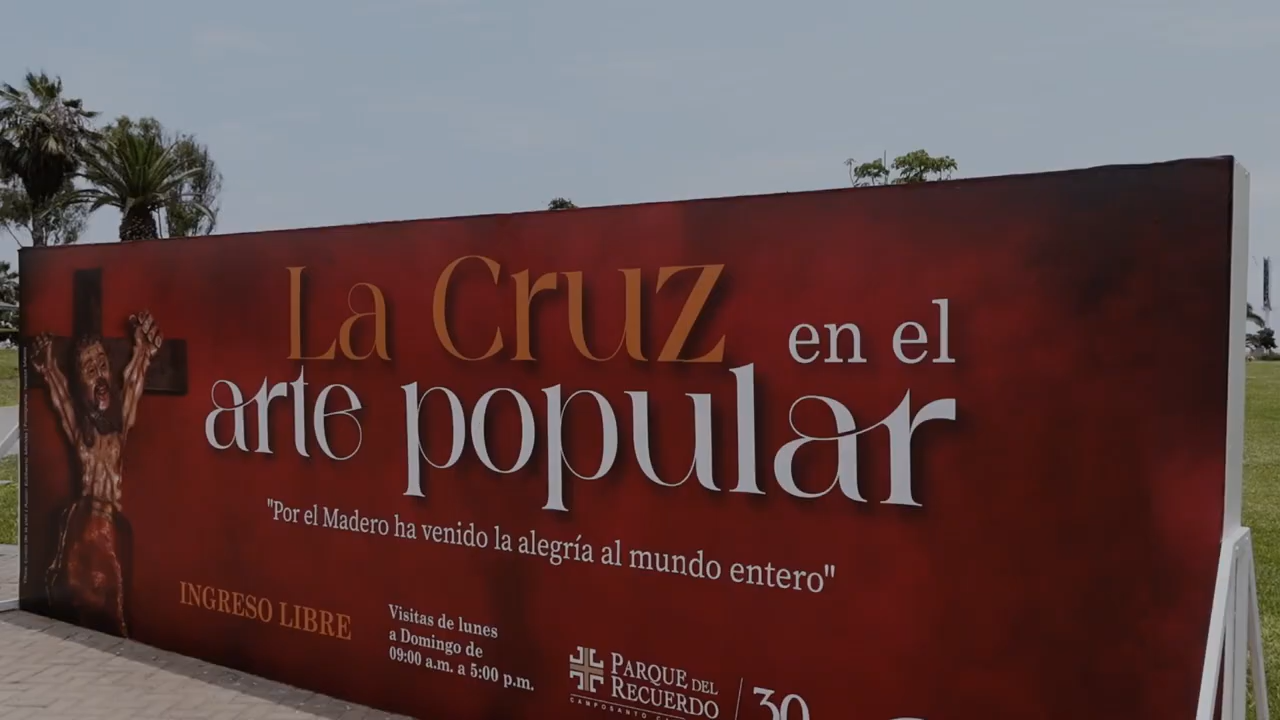 La Cruz en el
arte popular
"Por el Madero ha venido la alegría al mundo entero"
INGRESO LIBRE
Visitas de lunes
a Domingo de
09:00 a.m. a 5:00 p.m.
PARQUE DEL
RECUERDO
CAMPOSANTO
30